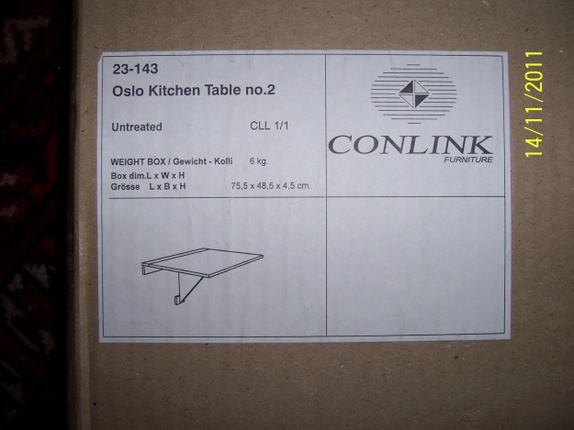 23-143
Oslo Kitchen Table no.2
Untreated CLL 1/1
WEIGHT BOX / Gewicht - Kolli 6 kg.
Box dim.L x W x H
Grösse L x B x H 75,5 x 48,5 x 4,5 cm.
CONLINK
FURNITURE
14/11/2011